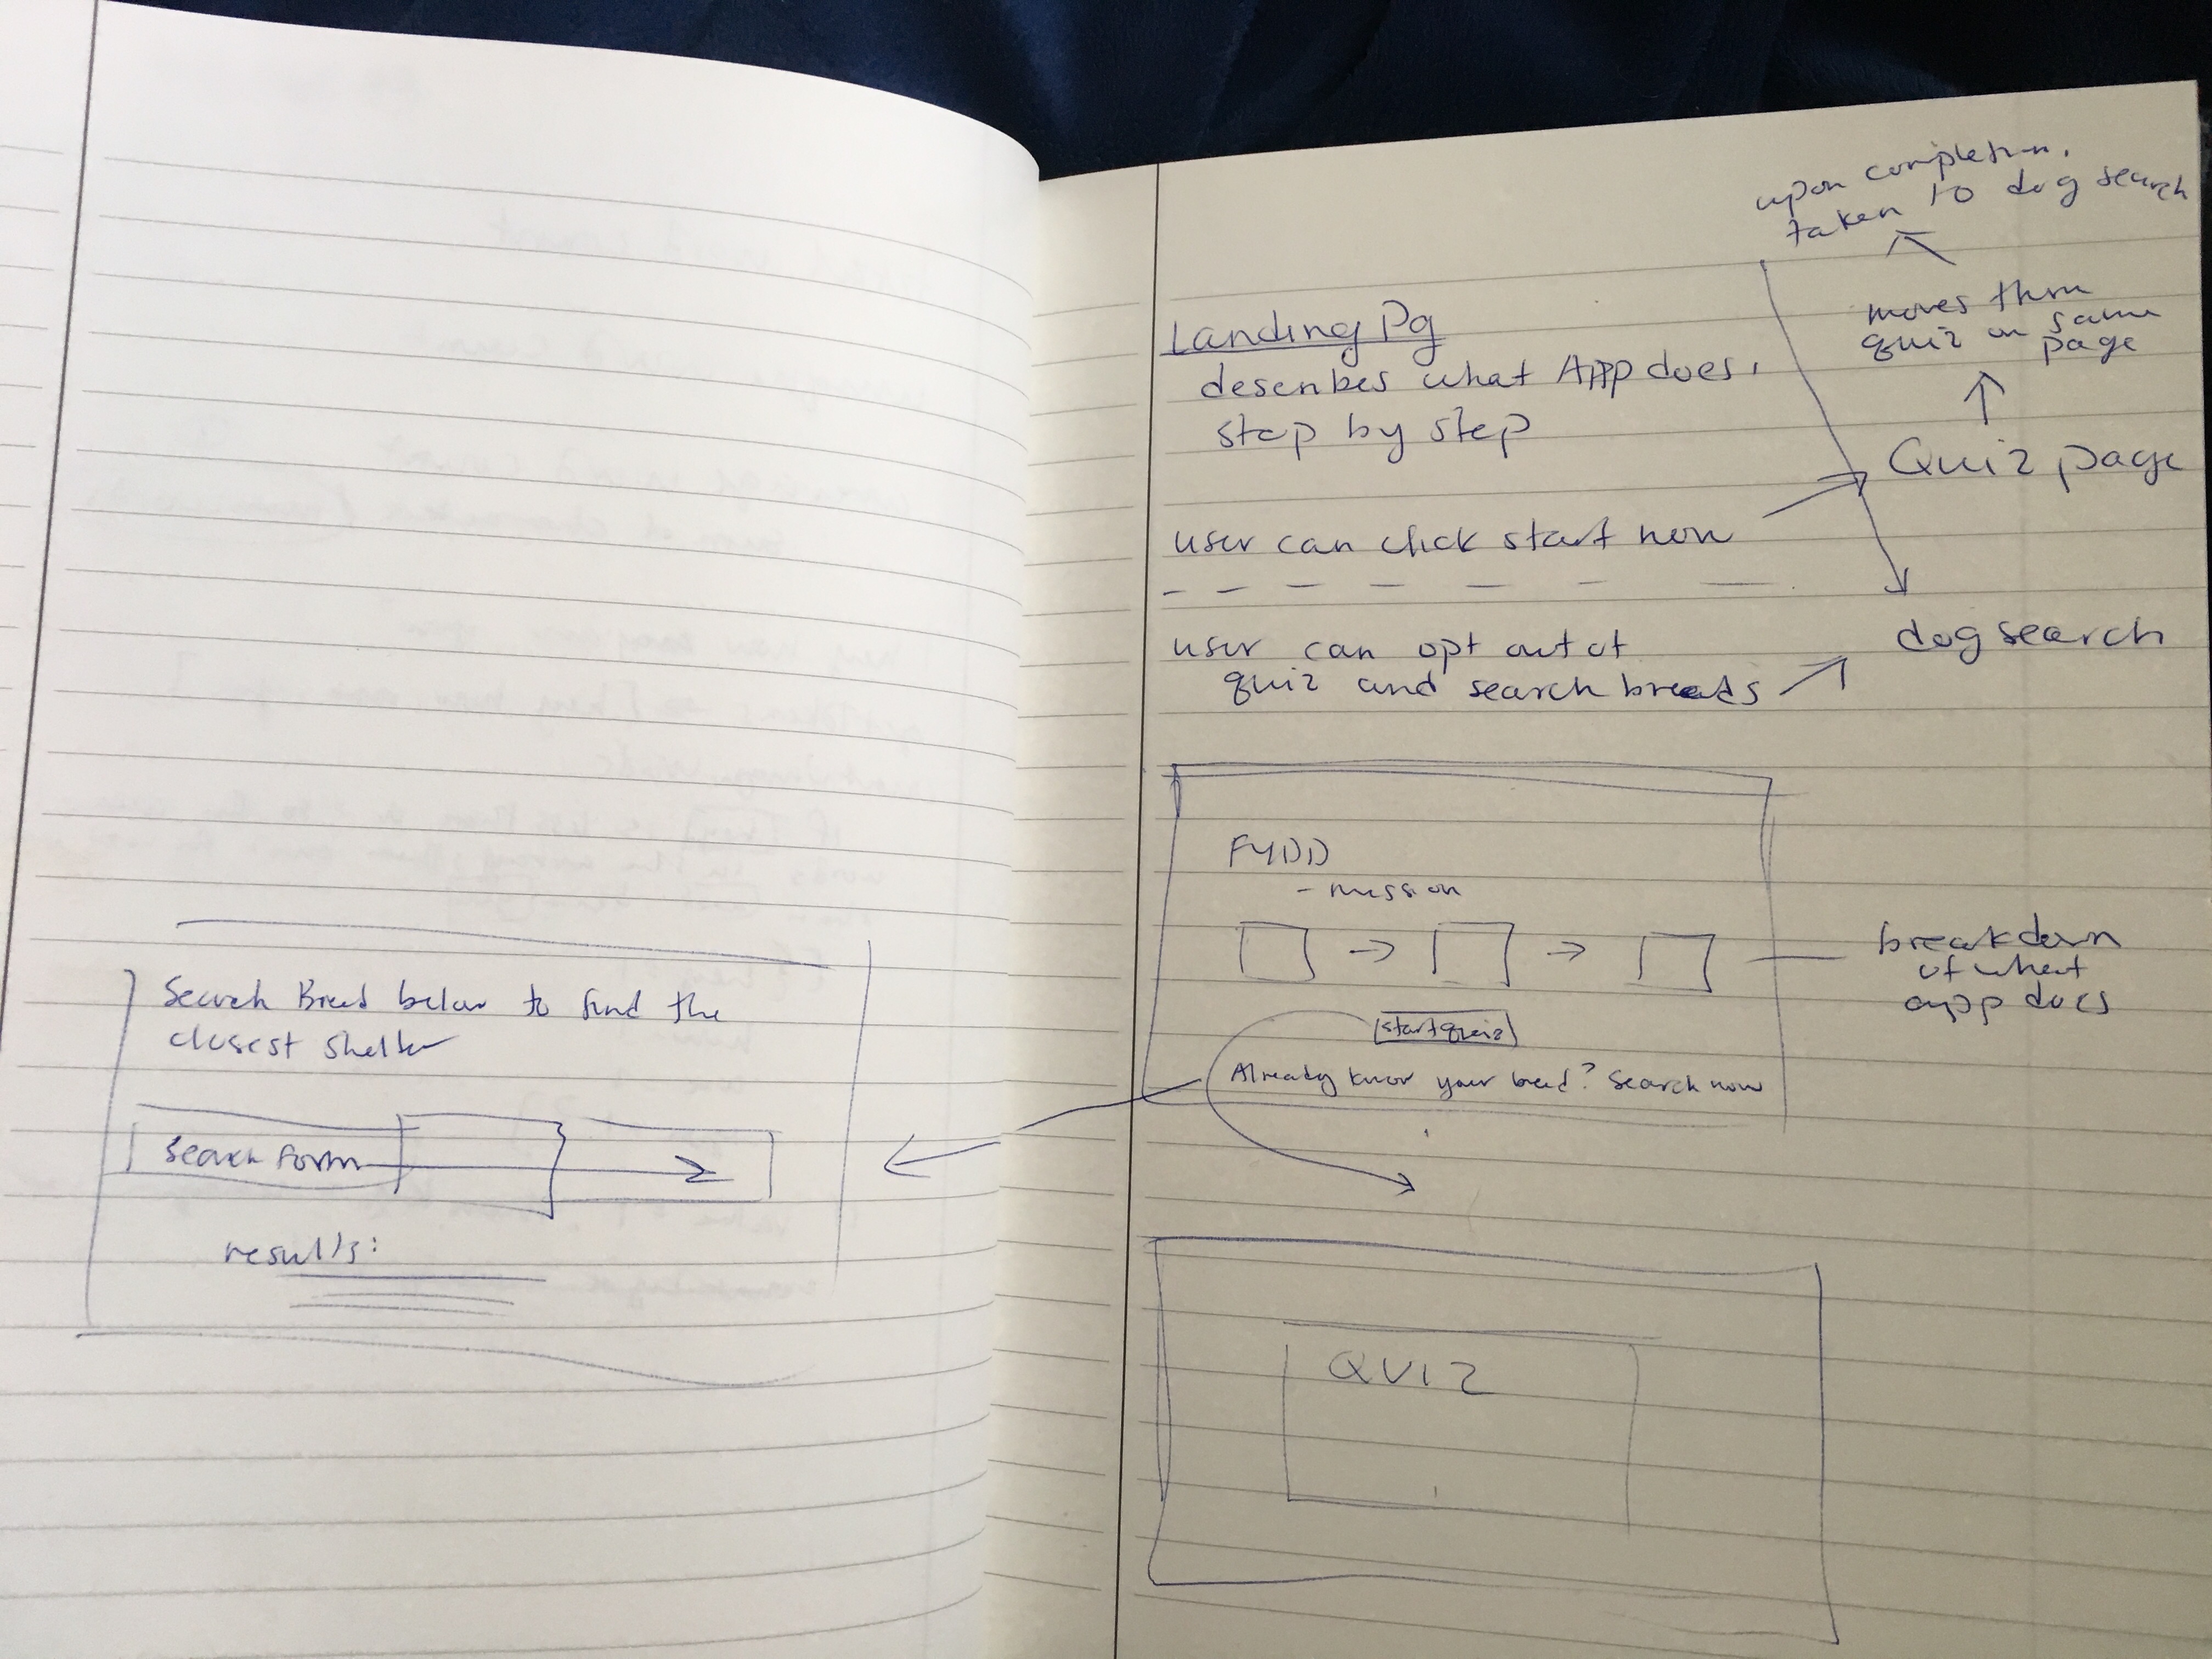 Search Breed below to find the
closest Shelter
Search Form
results:
upon completion,
taken to dog search
moves them
quiz on same
page
Landing Pg
describes what App does,
step by step
Quiz page
user can click start now
dog search
user can opt out of
quiz and search breeds
FYDD
- mission
breakdown
of what
app does
start quiz
Already know your breed? Search now
QUIZ